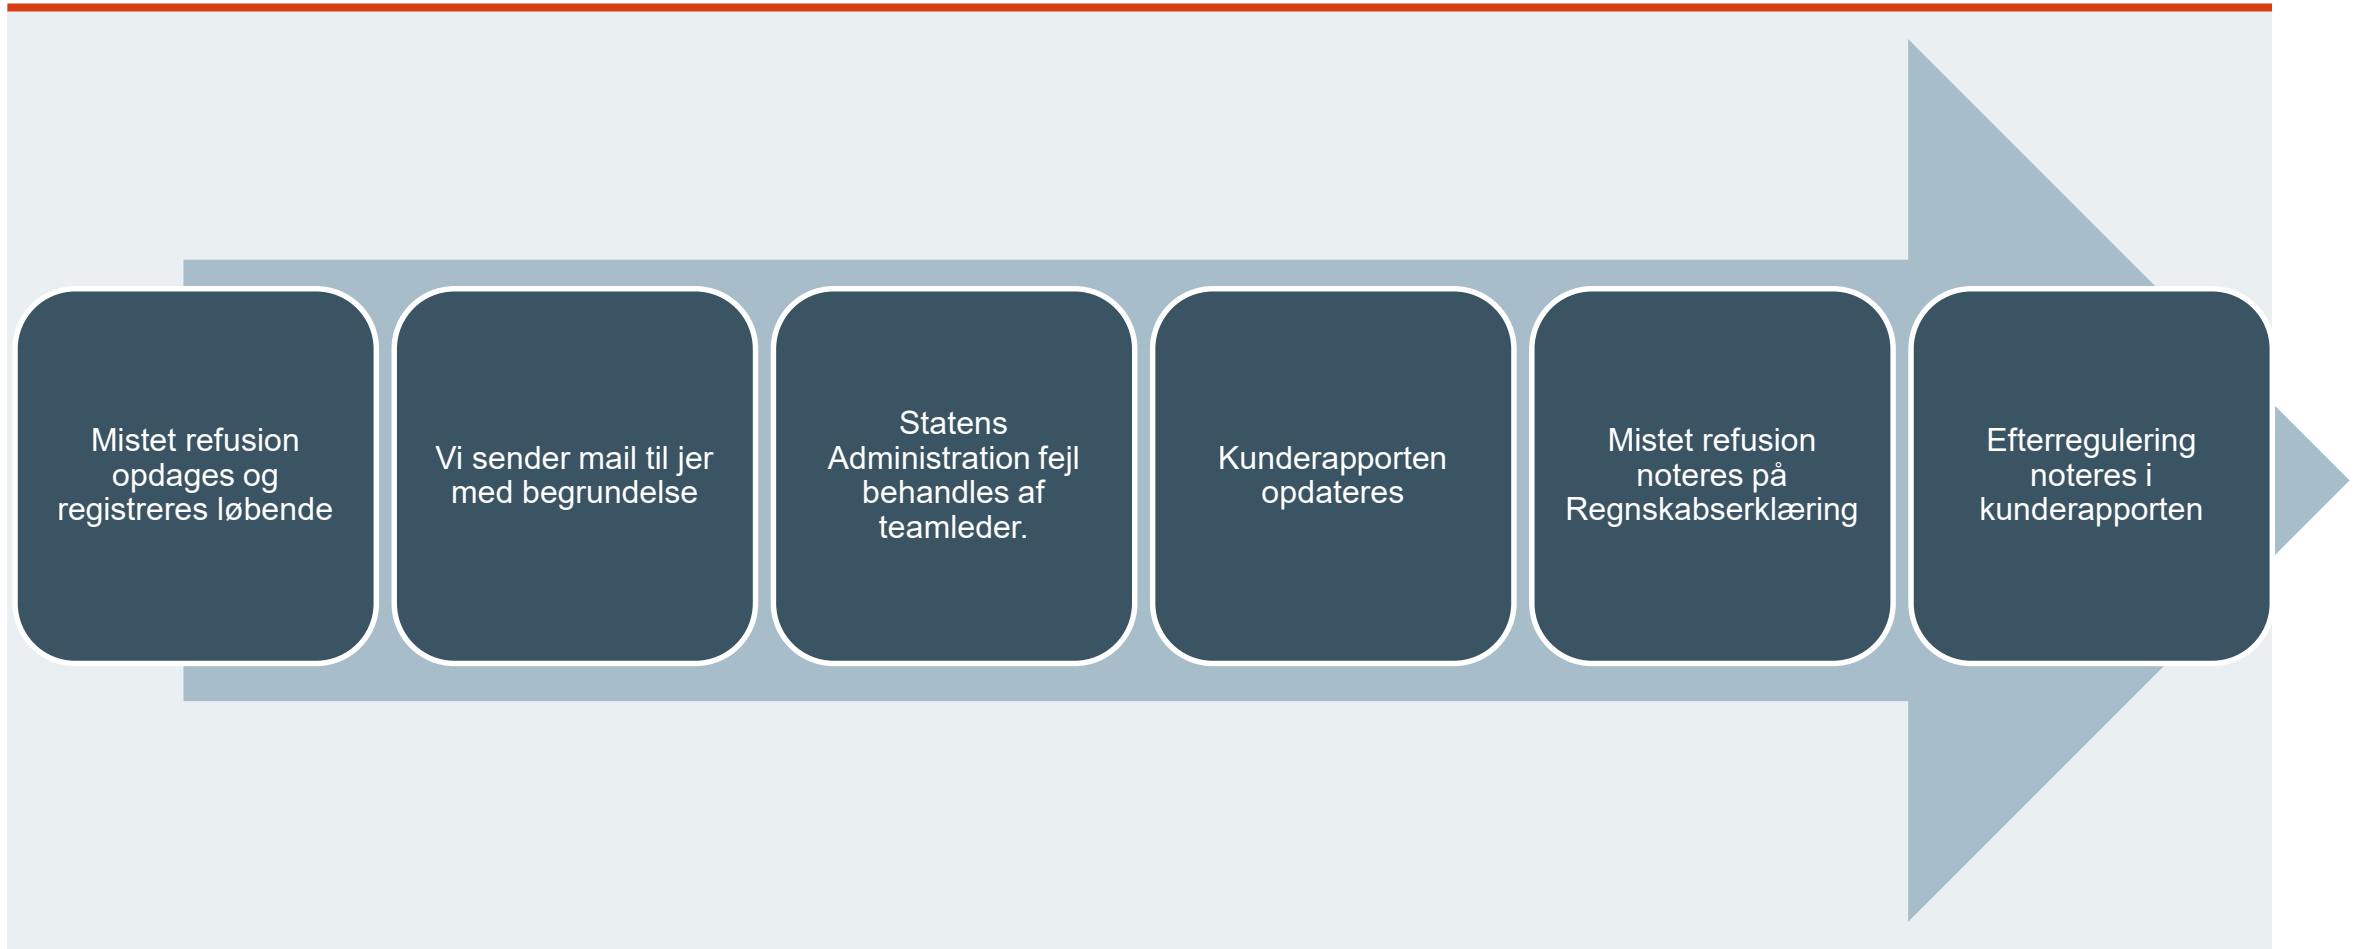 Mistet refusion
opdages og
registreres løbende
Vi sender mail til jer
med begrundelse
Statens
Administration fejl
behandles af
teamleder.
Kunderapporten
opdateres
Mistet refusion
noteres på
Regnskabserklæring
Efterregulering
noteres i
kunderapporten